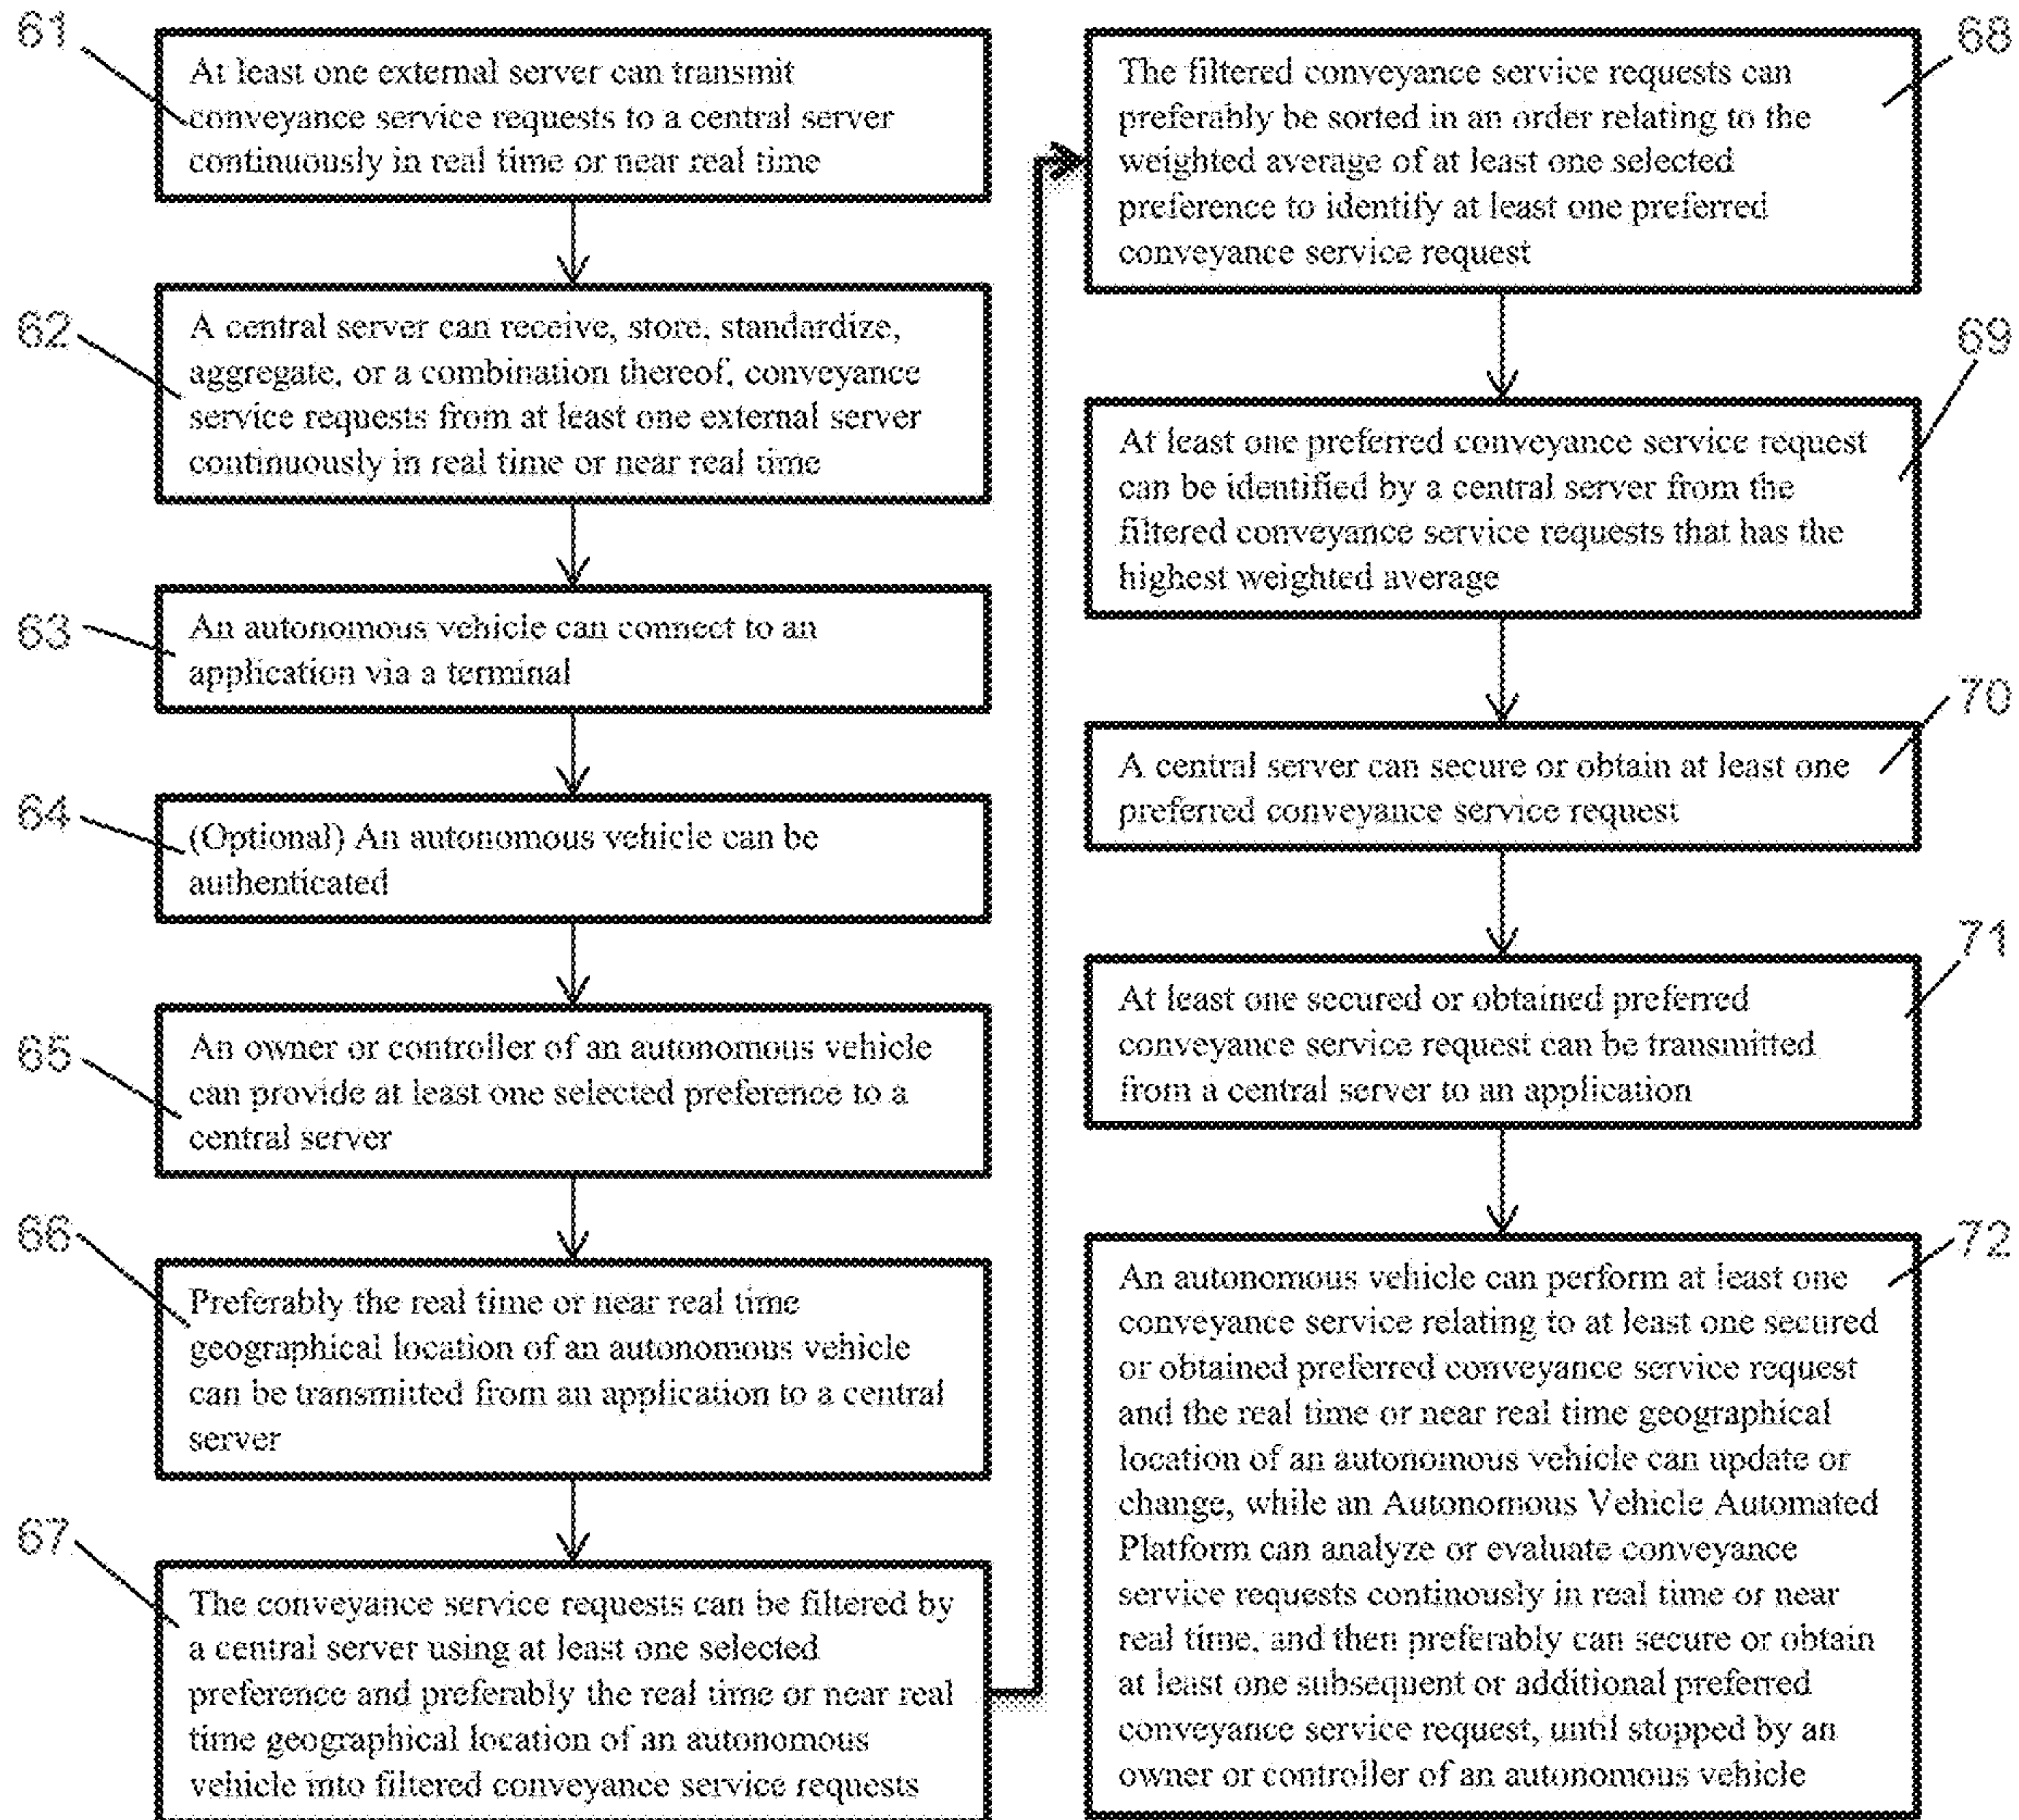 61
At least one external server can transmit
conveyance service requests to a central server
continuously in real time or near real time
62
A central server can receive, store, standardize,
aggregate, or a combination thereof, conveyance
service requests from at least one external server
continuously in real time or near real time
63
An autonomous vehicle can connect to an
application via a terminal
64
(Optional) An autonomous vehicle can be
authenticated
65
An owner or controller of an autonomous vehicle
can provide at least one selected preference to a
central server
66
Preferably the real time or near real time
geographical location of an autonomous vehicle
can be transmitted from an application to a central
server
67
The conveyance service requests can be filtered by
a central server using at least one selected
preference and preferably the real time or near real
time geographical location of an autonomous
vehicle into filtered conveyance service requests
68
The filtered conveyance service requests can
preferably be sorted in an order relating to the
weighted average of at least one selected
preference to identify at least one preferred
conveyance service request
69
At least one preferred conveyance service request
can be identified by a central server from the
filtered conveyance service requests that has the
highest weighted average
70
A central server can secure or obtain at least one
preferred conveyance service request
71
At least one secured or obtained preferred
conveyance service request can be transmitted
from a central server to an application
72
An autonomous vehicle can perform at least one
conveyance service relating to at least one secured
or obtained preferred conveyance service request
and the real time or near real time geographical
location of an autonomous vehicle can update or
change, while an Autonomous Vehicle Automated
Platform can analyze or evaluate conveyance
service requests continously in real time or near
real time, and then preferably can secure or obtain
at least one subsequent or additional preferred
conveyance service request, until stopped by an
owner or controller of an autonomous vehicle